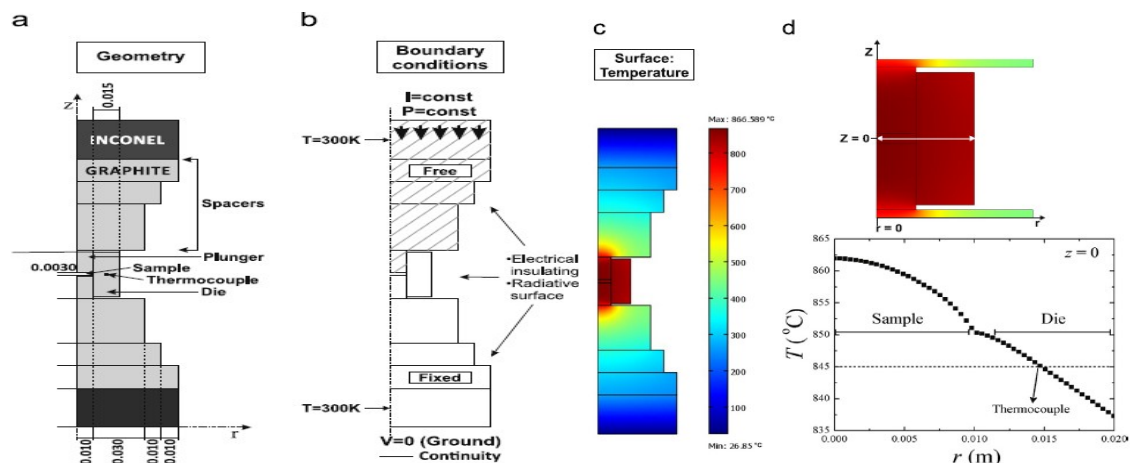 a
Geometry
z
0.015
ENCONEL
GRAPHITE
Spacers
Plunger
0.0030
Sample
Thermocouple
Die
r
0.010
0.030
0.010
0.010
b
Boundary
conditions
I=const
P=const
T=300K
Free
•Electrical
insulating
•Radiative
surface
Fixed
T=300K
V=0 (Ground)
Continuity
c
Surface:
Temperature
Max: 866.589 °C
800
700
600
500
400
300
200
100
Min: 26.85 °C
d
Z
Z = 0
r = 0
r
865
860
855
850
845
840
835
T (°C)
z = 0
Sample
Die
Thermocouple
0.000 0.005 0.010 0.015 0.020
r (m)